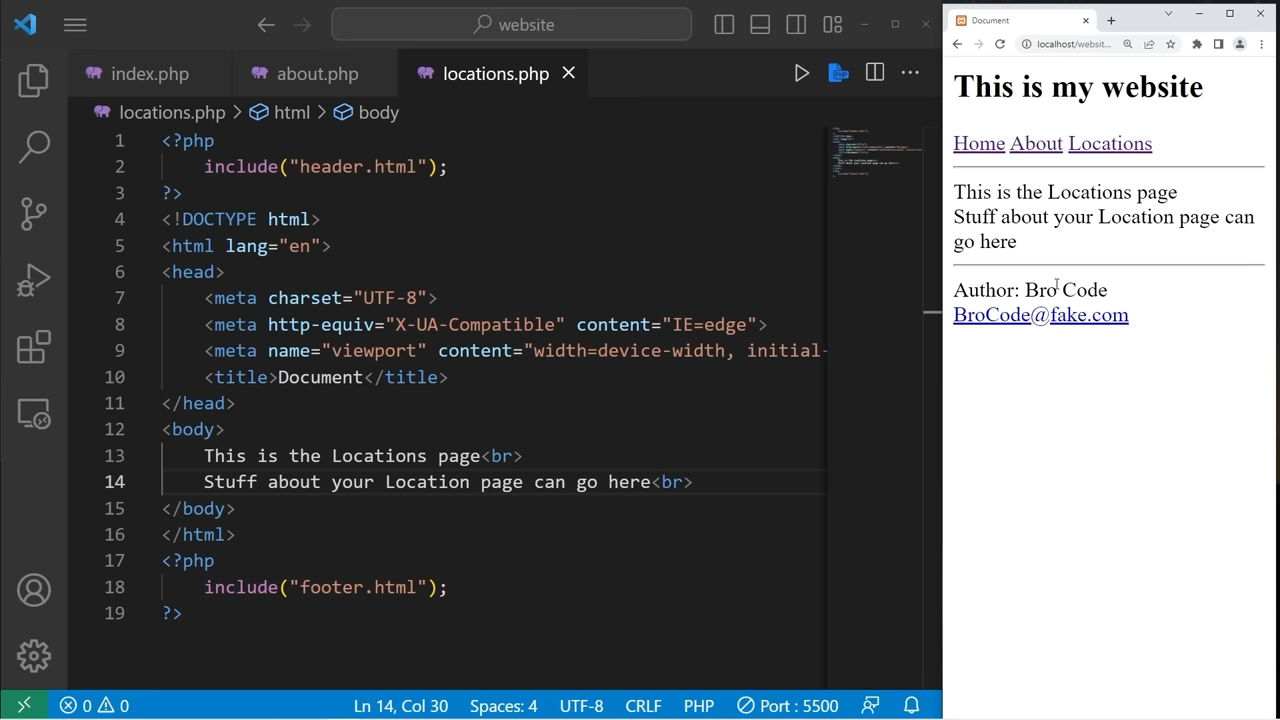 website
index.php
about.php
locations.php
locations.php > html > body
1 <?php
2 include("header.html");
3 ?>
4 <!DOCTYPE html>
5 <html lang="en">
6 <head>
7 <meta charset="UTF-8">
8 <meta http-equiv="X-UA-Compatible" content="IE=edge">
9 <meta name="viewport" content="width=device-width, initial-
10 <title>Document</title>
11 </head>
12 <body>
13 This is the Locations page<br>
14 Stuff about your Location page can go here<br>
15 </body>
16 </html>
17 <?php
18 include("footer.html");
19 ?>
0 0
Ln 14, Col 30
Spaces: 4
UTF-8
CRLF
PHP
Port : 5500
Document
localhost/websit...
This is my website
Home About Locations
This is the Locations page
Stuff about your Location page can
go here
Author: Bro Code
BroCode@fake.com